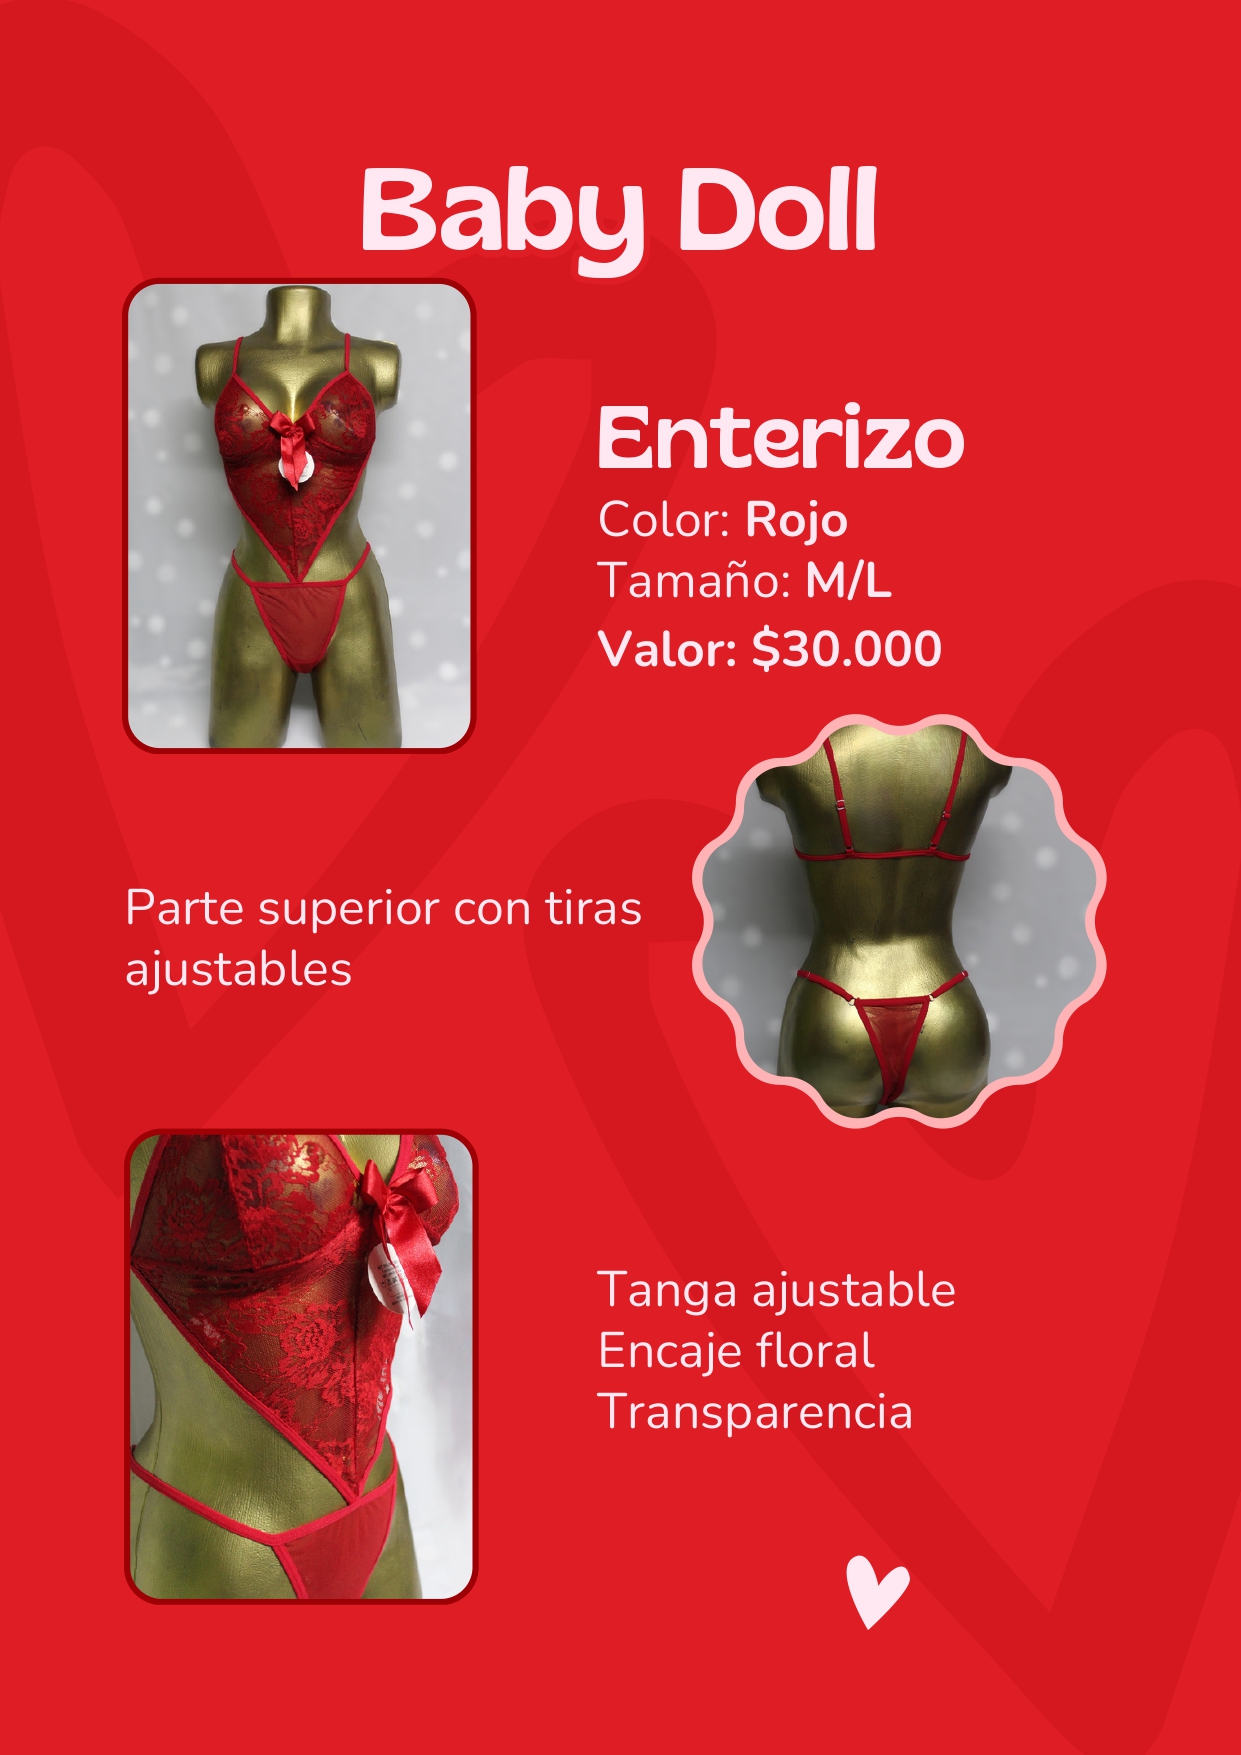 Baby Doll
Enterizo
Color: Rojo
Tamaño: M/L
Valor: $30.000
Parte superior con tiras
ajustables
Tanga ajustable
Encaje floral
Transparencia